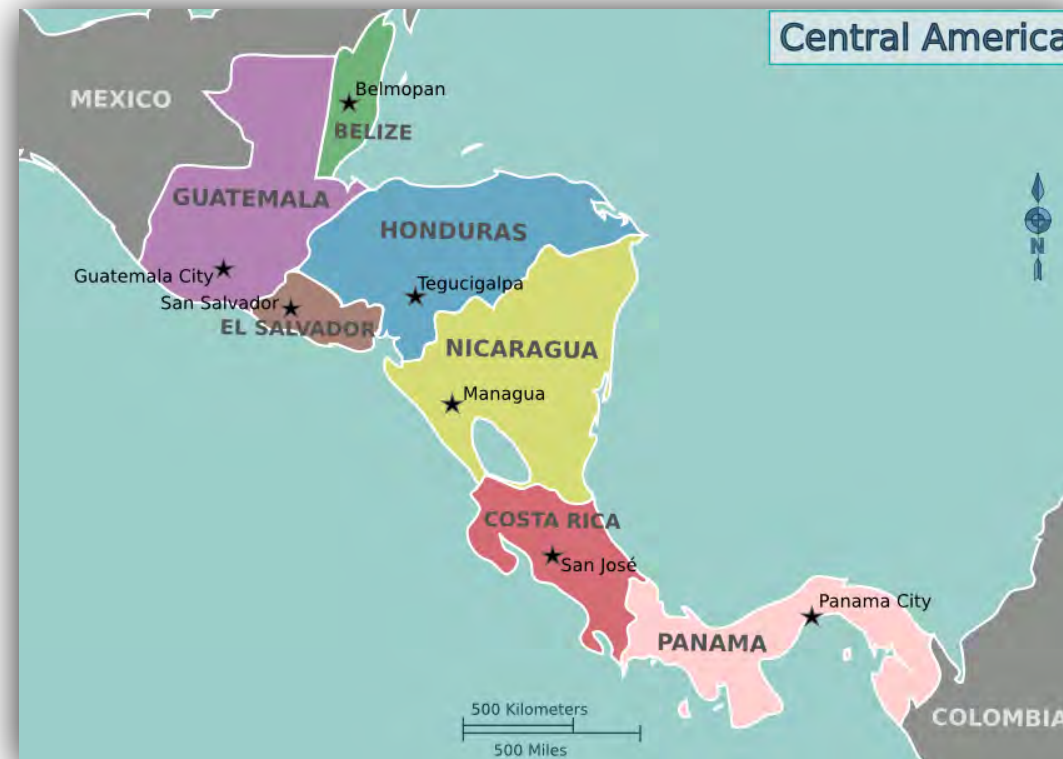 Central America
MEXICO
Belmopan
BELIZE
GUATEMALA
HONDURAS
Guatemala City
Tegucigalpa
San Salvador
EL SALVADOR
NICARAGUA
N
Managua
COSTA RICA
San José
Panama City
PANAMA
500 Kilometers
500 Miles
COLOMBIA